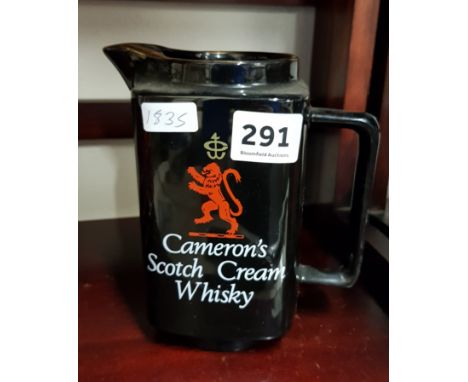 1835
291
Bloomfield Auctions
Cameron's
Scotch Cream
Whisky